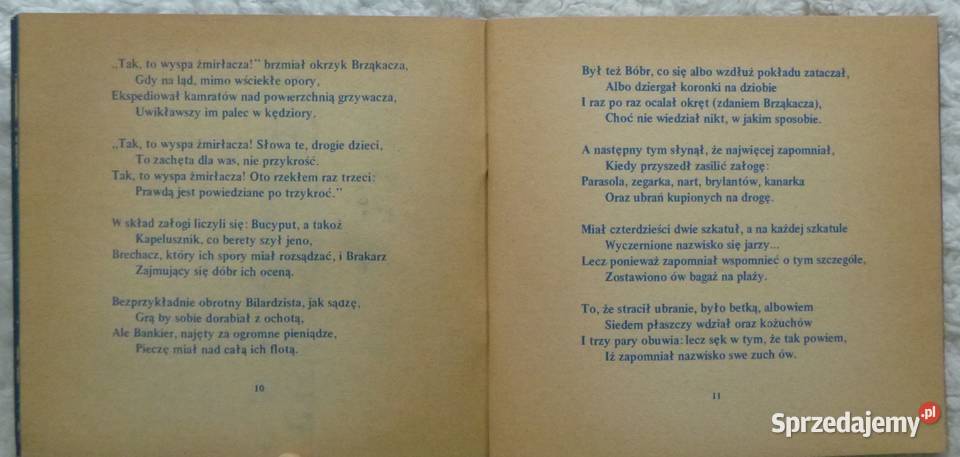 „Tak, to wyspa żmirłacza!” brzmiał okrzyk Brząkacza,
Gdy na ląd, mimo wściekłe opory,
Ekspediował kamratów nad powierzchnią grzywacza,
Uwikławszy im palec w kędziory.
„Tak, to wyspa żmirłacza! Słowa te, drogie dzieci,
To zachęta dla was, nie przykrość.
Tak, to wyspa żmirłacza! Oto rzekłem raz trzeci:
Prawdą jest powiedziane po trzykroć.”
W skład załogi liczyli się: Bucyput, a takoż
Kapelusznik, co berety szył jeno,
Brechacz, który ich spory miał rozsądzać, i Brakarz
Zajmujący się dóbr ich oceną.
Bezprzykładnie obrotny Bilardzista, jak sądzę,
Grą by sobie dorabiał z ochotą,
Ale Bankier, najęty za ogromne pieniądze,
Pieczę miał nad całą ich flotą.
10
Był też Bóbr, co się albo wzdłuż pokładu zataczał,
Albo dziergał koronki na dziobie
I raz po raz ocalał okręt (zdaniem Brząkacza),
Choć nie wiedział nikt, w jakim sposobie.
A następny tym słynął, że najwięcej zapomniał,
Kiedy przyszedł zasilić załogę:
Parasola, zegarka, nart, brylantów, kanarka
Oraz ubrań kupionych na drogę.
Miał czterdzieści dwie szkatuł, a na każdej szkatule
Wyczernione nazwisko się jarzy...
Lecz ponieważ zapomniał wspomnieć o tym szczególe,
Zostawiono ów bagaż na plaży.
To, że stracił ubranie, było betką, albowiem
Siedem płaszczy wdział oraz kożuchów
I trzy pary obuwia: lecz sęk w tym, że tak powiem,
Iż zapomniał nazwisko swe zuch ów.
11
Sprzedajemy.pl